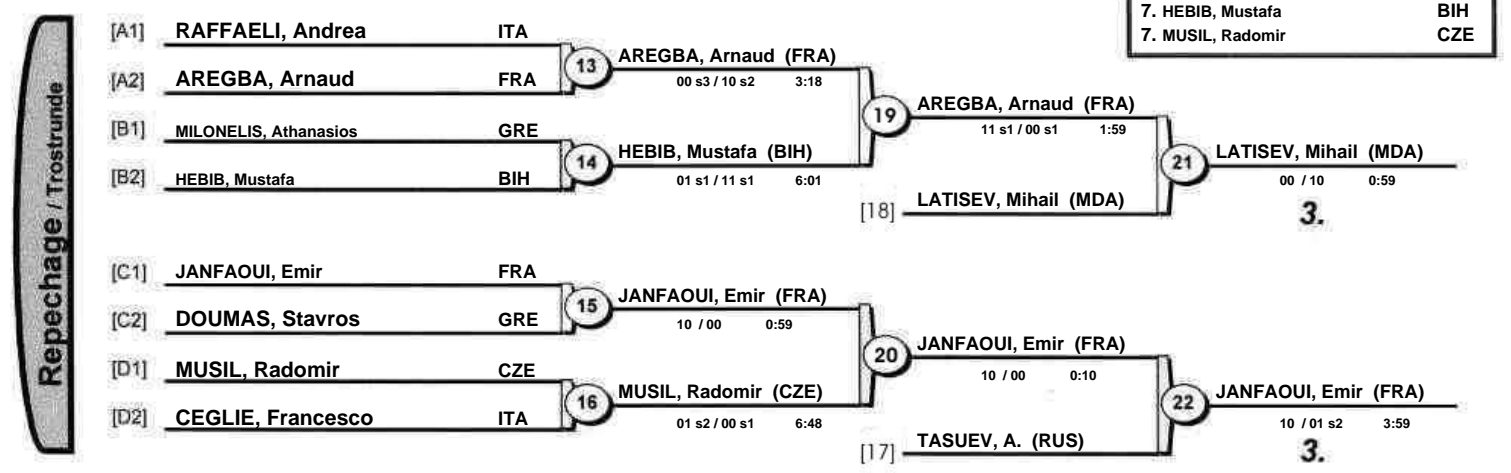 7. HEBIB, Mustafa BIH
7. MUSIL, Radomir CZE
Repechage / Trostrunde
[A1] RAFFAELI, Andrea ITA
[A2] AREGBA, Arnaud FRA
13 AREGBA, Arnaud (FRA)
00 s3 / 10 s2 3:18
[B1] MILONELIS, Athanasios GRE
[B2] HEBIB, Mustafa BIH
14 HEBIB, Mustafa (BIH)
01 s1 / 11 s1 6:01
19 AREGBA, Arnaud (FRA)
11 s1 / 00 s1 1:59
[18] LATISEV, Mihail (MDA)
21 LATISEV, Mihail (MDA)
00 / 10 0:59
3.
[C1] JANFAOUI, Emir FRA
[C2] DOUMAS, Stavros GRE
15 JANFAOUI, Emir (FRA)
10 / 00 0:59
[D1] MUSIL, Radomir CZE
[D2] CEGLIE, Francesco ITA
16 MUSIL, Radomir (CZE)
01 s2 / 00 s1 6:48
20 JANFAOUI, Emir (FRA)
10 / 00 0:10
[17] TASUEV, A. (RUS)
22 JANFAOUI, Emir (FRA)
10 / 01 s2 3:59
3.